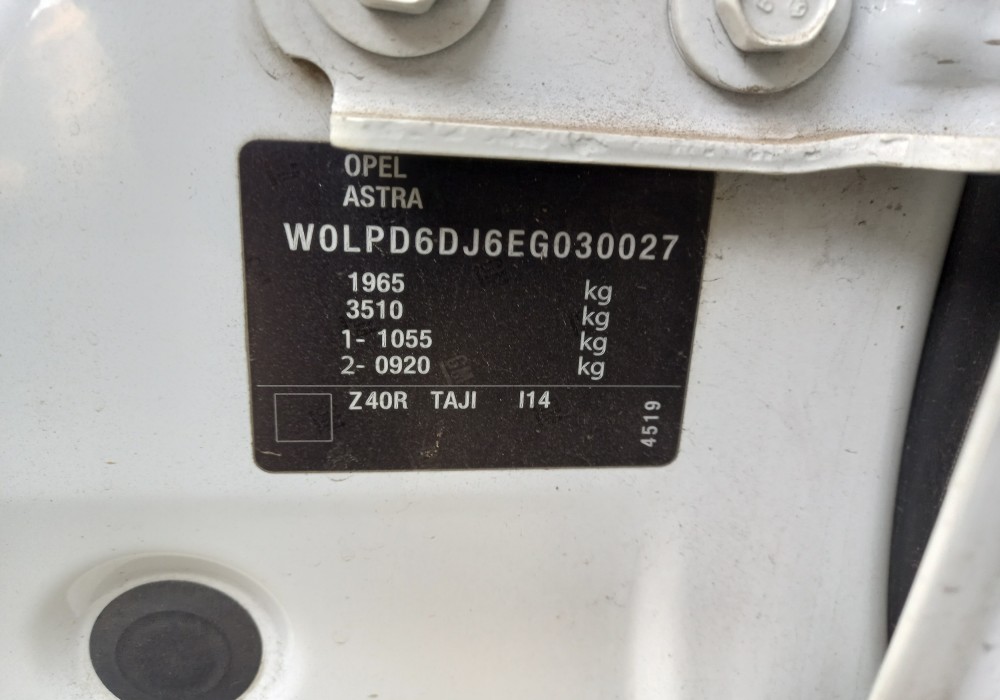 OPEL
ASTRA
W0LPD6DJ6EG030027
1965 kg
3510 kg
1- 1055 kg
2- 0920 kg
Z40R TAJI I14
4519